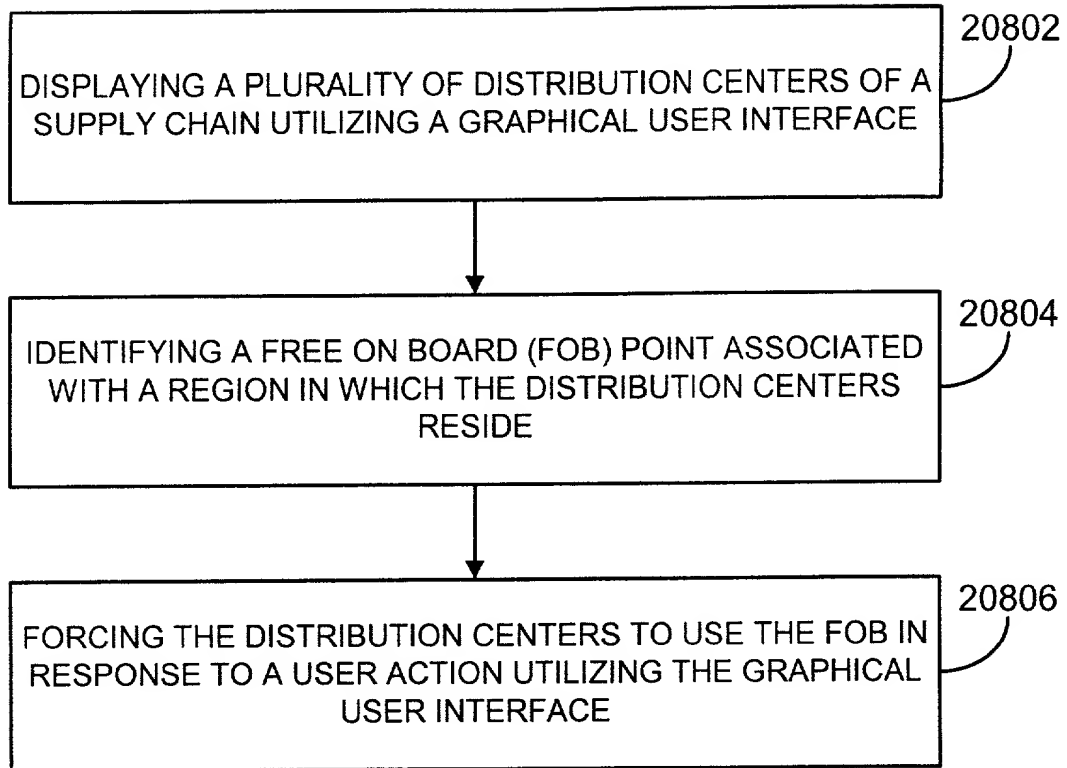 20802
DISPLAYING A PLURALITY OF DISTRIBUTION CENTERS OF A
SUPPLY CHAIN UTILIZING A GRAPHICAL USER INTERFACE
20804
IDENTIFYING A FREE ON BOARD (FOB) POINT ASSOCIATED
WITH A REGION IN WHICH THE DISTRIBUTION CENTERS
RESIDE
20806
FORCING THE DISTRIBUTION CENTERS TO USE THE FOB IN
RESPONSE TO A USER ACTION UTILIZING THE GRAPHICAL
USER INTERFACE